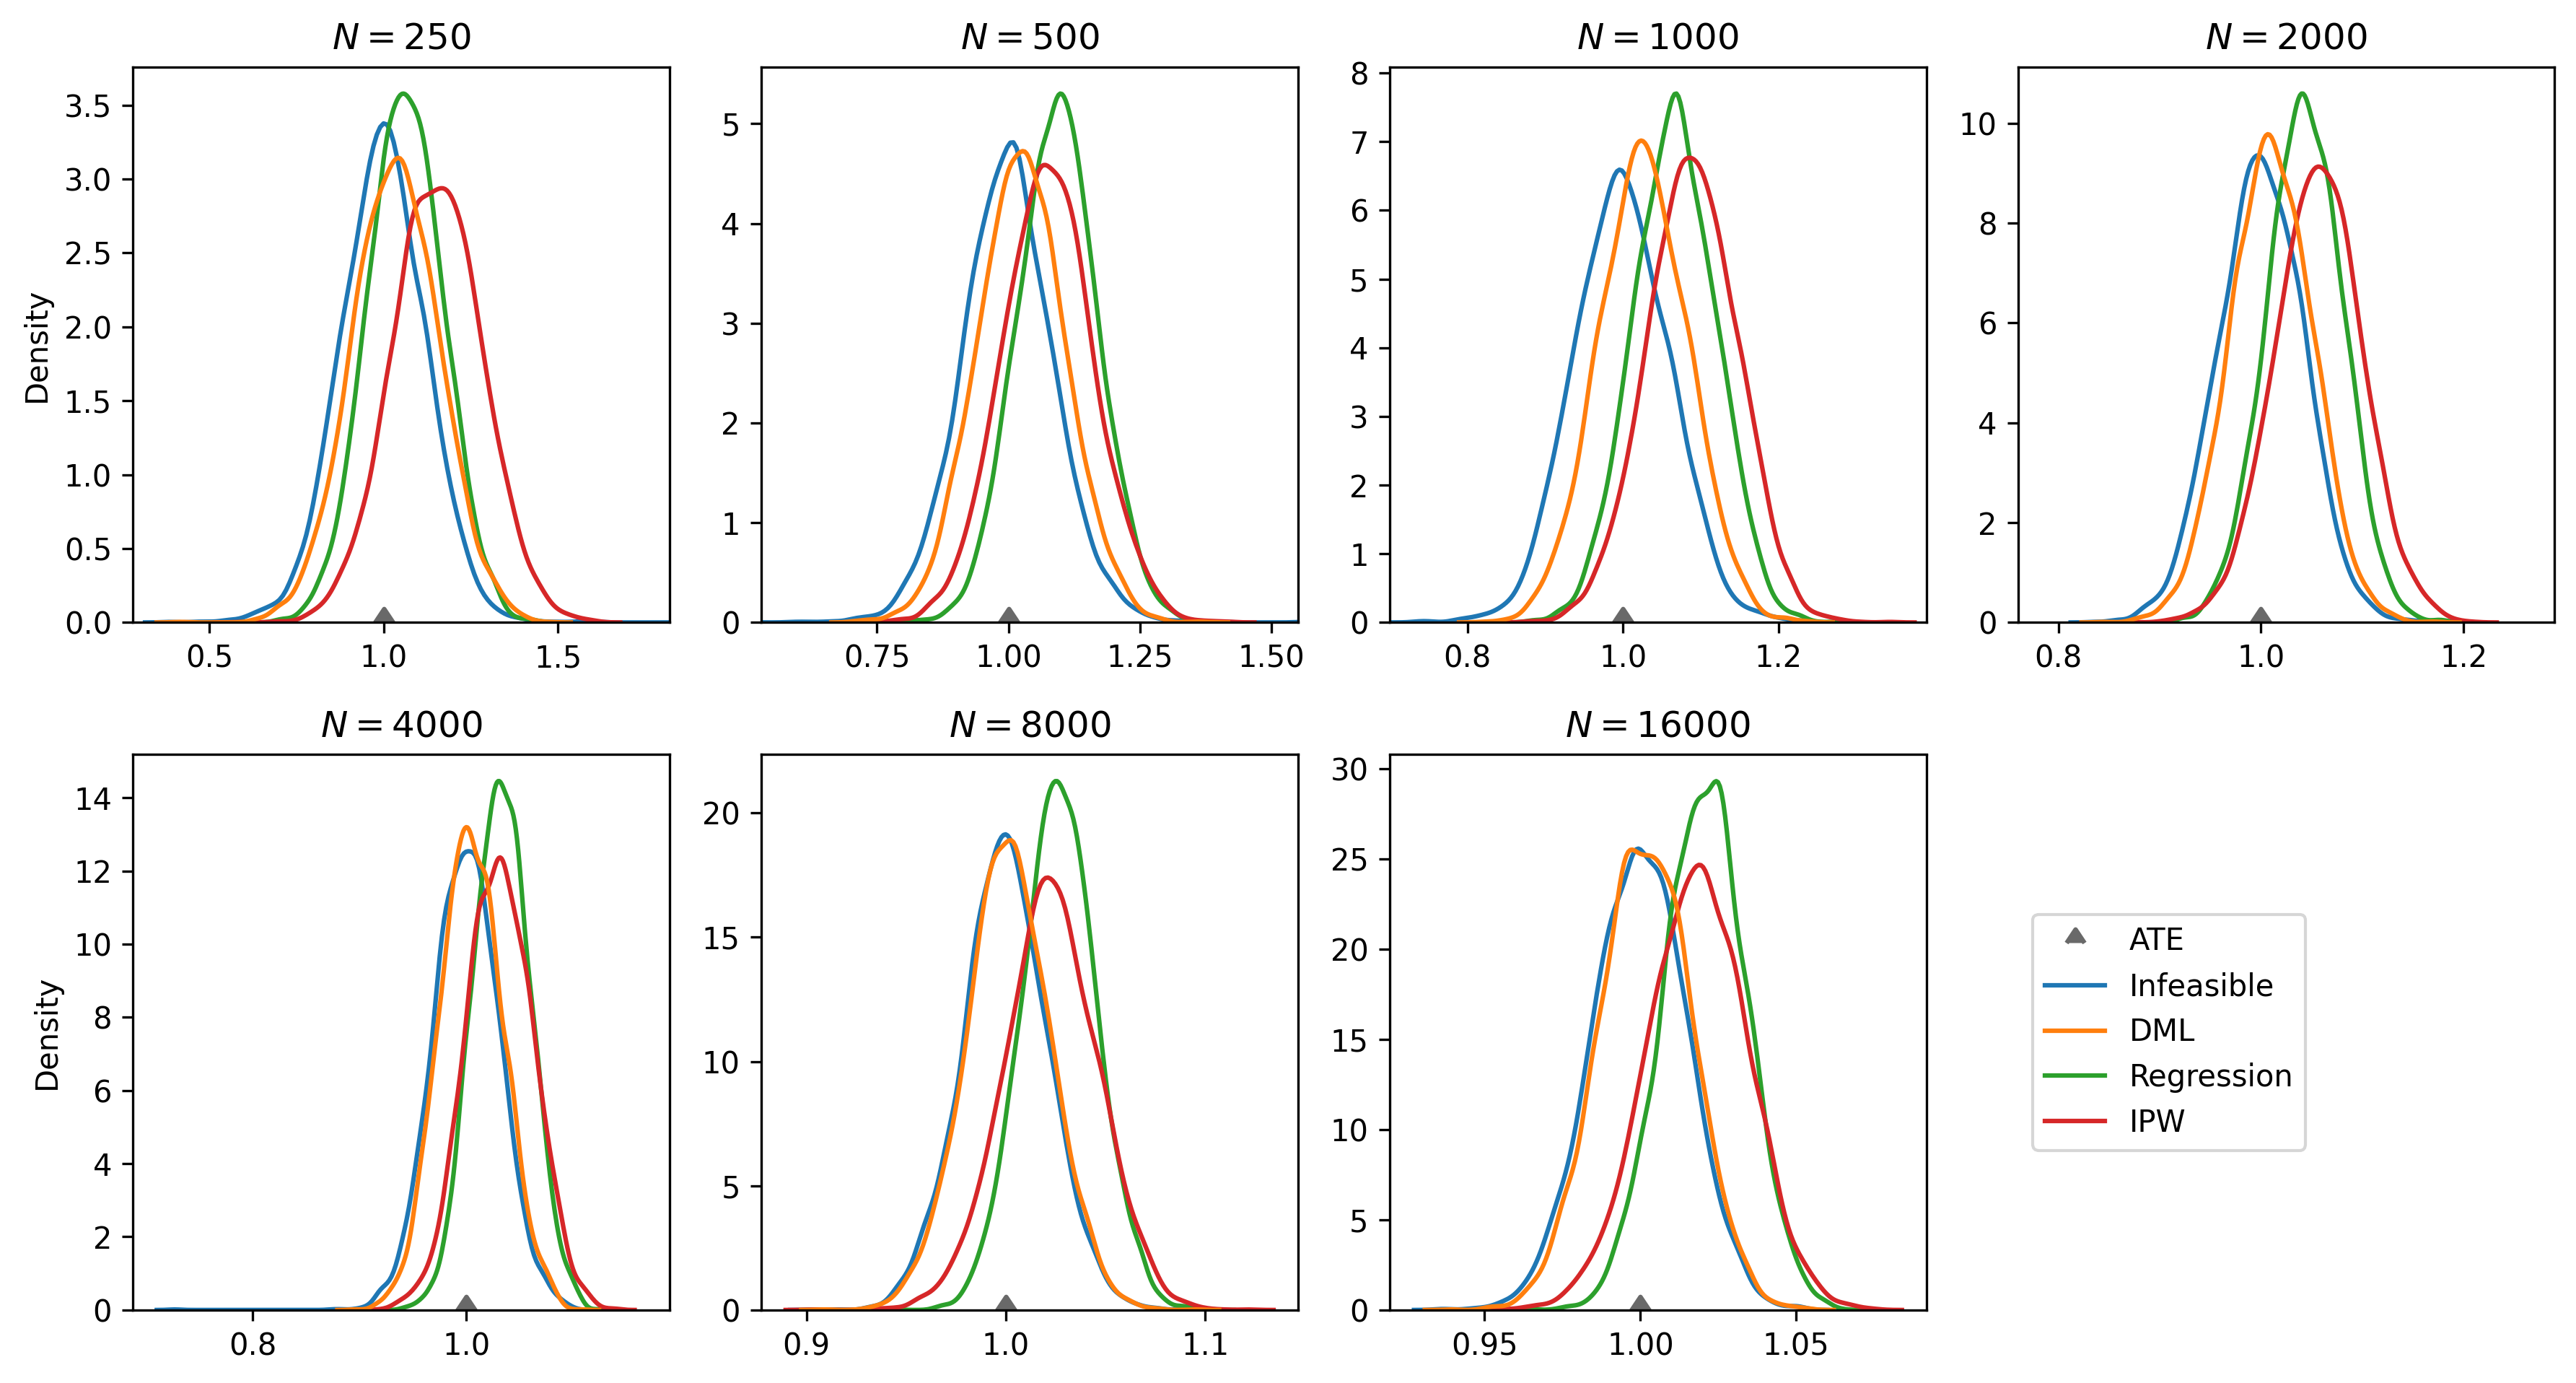 N = 250
N = 500
N = 1000
N = 2000
Density
3.5
3.0
2.5
2.0
1.5
1.0
0.5
0.0
0.5 1.0 1.5
5
4
3
2
1
0
0.75 1.00 1.25 1.50
8
7
6
5
4
3
2
1
0
0.8 1.0 1.2
10
8
6
4
2
0
0.8 1.0 1.2
N = 4000
N = 8000
N = 16000
Density
14
12
10
8
6
4
2
0
0.8 1.0
20
15
10
5
0
0.9 1.0 1.1
30
25
20
15
10
5
0
0.95 1.00 1.05
ATE
Infeasible
DML
Regression
IPW